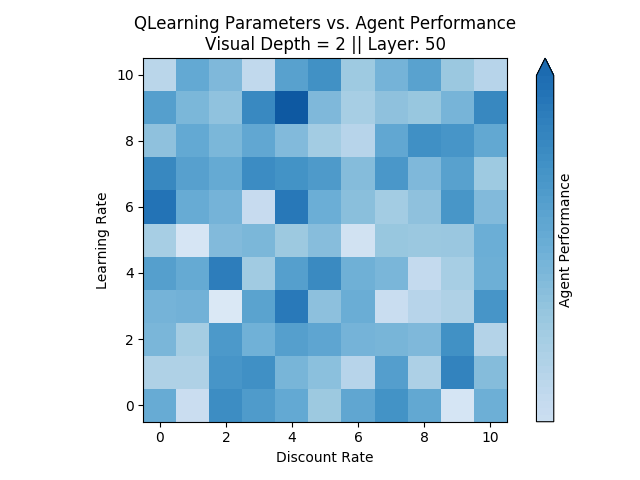 QLearning Parameters vs. Agent Performance
Visual Depth = 2 || Layer: 50
10
8
6
4
2
0
Learning Rate
0 2 4 6 8 10
Discount Rate
Agent Performance